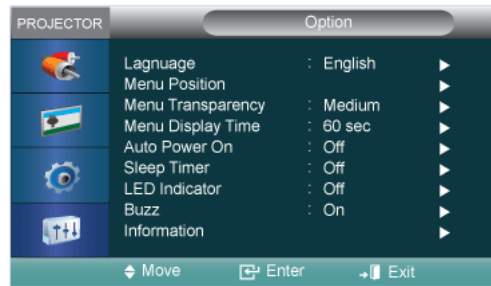 PROJECTOR
Option
Lagnuage : English
Menu Position
Menu Transparency : Medium
Menu Display Time : 60 sec
Auto Power On : Off
Sleep Timer : Off
LED Indicator : Off
Buzz : On
Information
Move Enter Exit